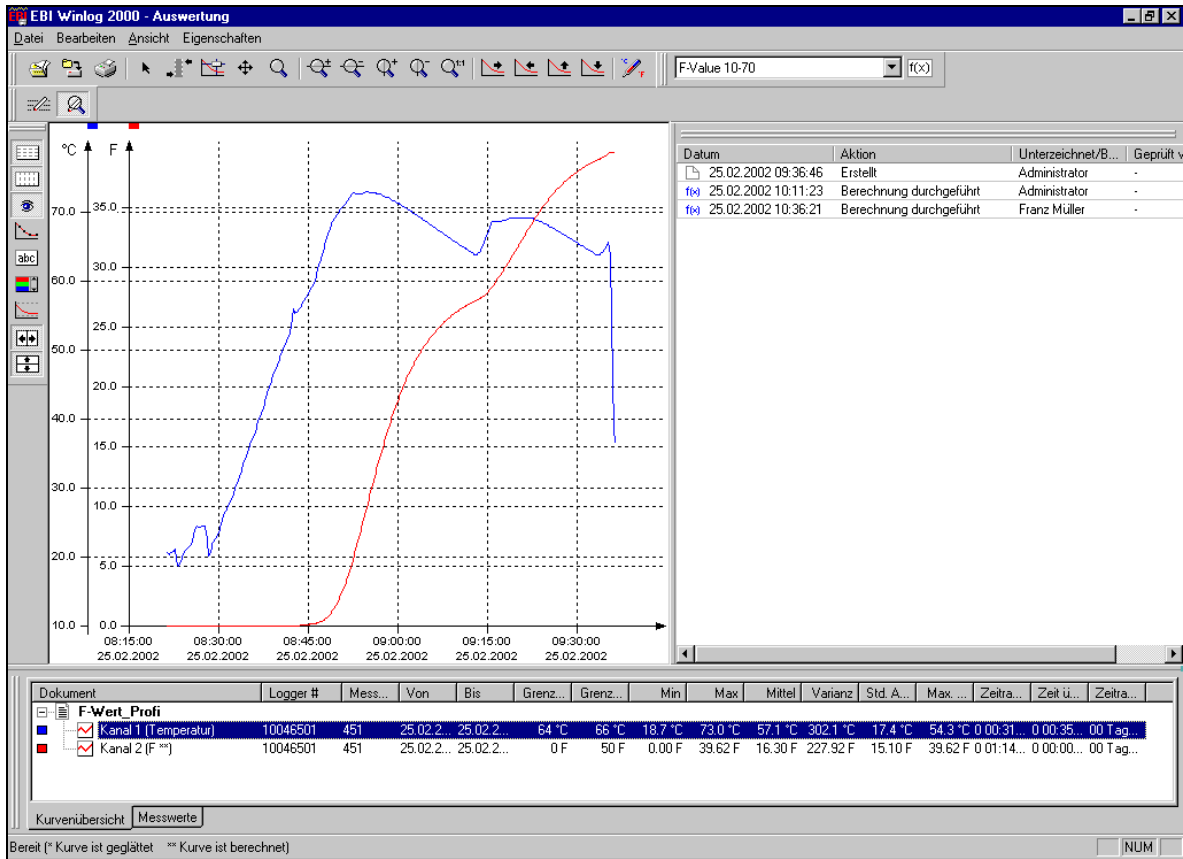 EBI EBI Winlog 2000 - Auswertung
Datei Bearbeiten Ansicht Eigenschaften
F-Value 10-70 f(x)
°C F
70.0 35.0
60.0 30.0
25.0
50.0
20.0
40.0
15.0
30.0
10.0
20.0
5.0
10.0 0.0
08:15:00 08:30:00 08:45:00 09:00:00 09:15:00 09:30:00
25.02.2002 25.02.2002 25.02.2002 25.02.2002 25.02.2002 25.02.2002
abc
Datum Aktion Unterzeichnet/B... Geprüft v
25.02.2002 09:36:46 Erstellt Administrator -
f(x) 25.02.2002 10:11:23 Berechnung durchgeführt Administrator -
f(x) 25.02.2002 10:36:21 Berechnung durchgeführt Franz Müller -
Dokument Logger # Mess... Von Bis Grenz... Grenz... Min Max Mittel Varianz Std. A... Max. ... Zeitra... Zeit ü... Zeitra...
F-Wert_Profi
Kanal 1 (Temperatur) 10046501 451 25.02.2... 25.02.2... 64 °C 66 °C 18.7 °C 73.0 °C 57.1 °C 302.1 °C 17.4 °C 54.3 °C 0 00:31... 0 00:35... 00 Tag...
Kanal 2 (F **) 10046501 451 25.02.2... 25.02.2... 0 F 50 F 0.00 F 39.62 F 16.30 F 227.92 F 15.10 F 39.62 F 0 01:14... 0 00:00... 00 Tag...
Kurvenübersicht Messwerte
Bereit (* Kurve ist geglättet ** Kurve ist berechnet) NUM